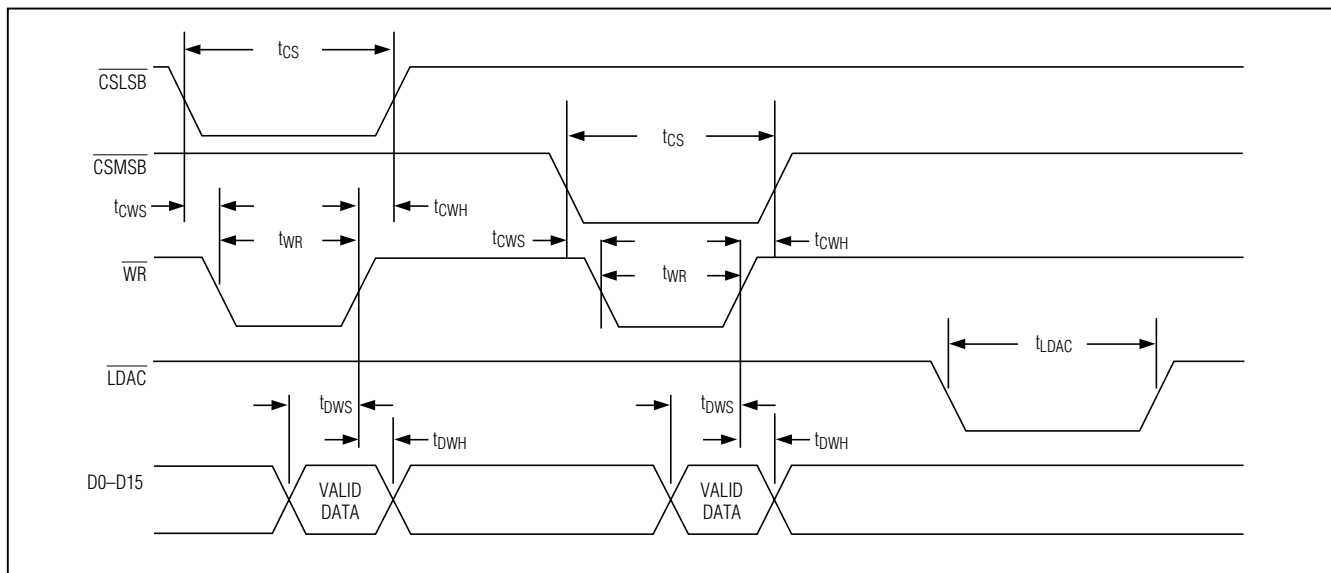 tCS
CSLSB
tCS
CSMSB
tCWS
tCWH
tWR
tCWS
tCWH
tWR
WR
tLDAC
LDAC
tDWS
tDWS
tDWH
tDWH
D0–D15
VALID
DATA
VALID
DATA